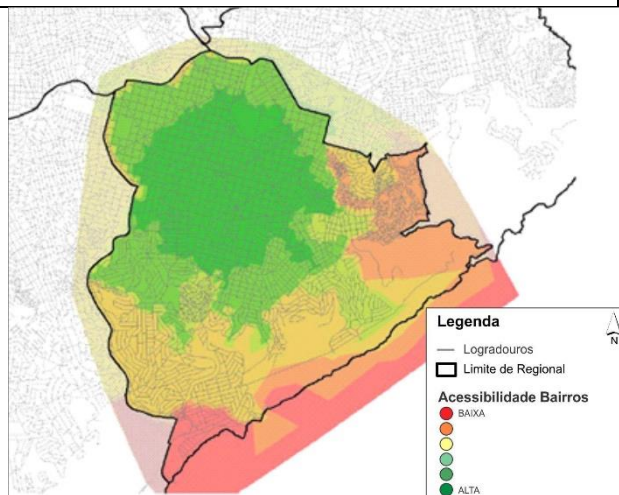 Legenda
N
Logradouros
Limite de Regional
Acessibilidade Bairros
BAIXA
ALTA